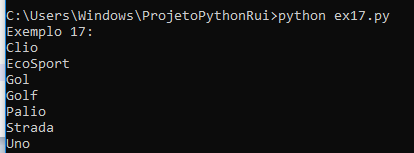 C:\Users\Windows\ProjetoPythonRui>python ex17.py
Exemplo 17:
Clio
EcoSport
Gol
Golf
Palio
Strada
Uno